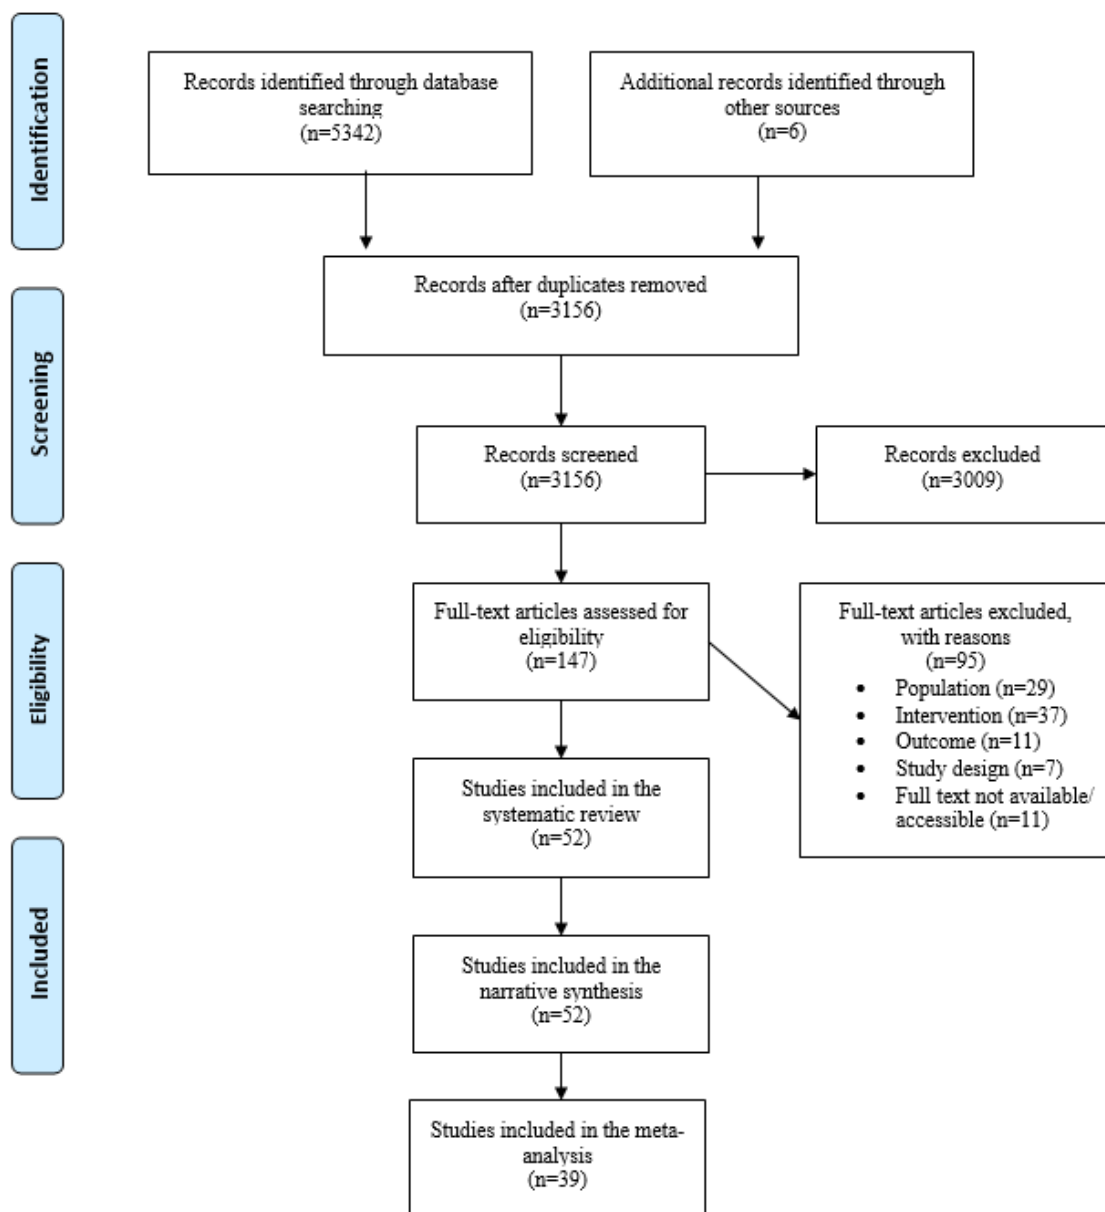 Identification
Records identified through database
searching
(n=5342)
Additional records identified through
other sources
(n=6)
Records after duplicates removed
(n=3156)
Screening
Records screened
(n=3156)
Records excluded
(n=3009)
Eligibility
Full-text articles assessed for
eligibility
(n=147)
Full-text articles excluded,
with reasons
(n=95)
• Population (n=29)
• Intervention (n=37)
• Outcome (n=11)
• Study design (n=7)
• Full text not available/
accessible (n=11)
Studies included in the
systematic review
(n=52)
Included
Studies included in the
narrative synthesis
(n=52)
Studies included in the meta-
analysis
(n=39)